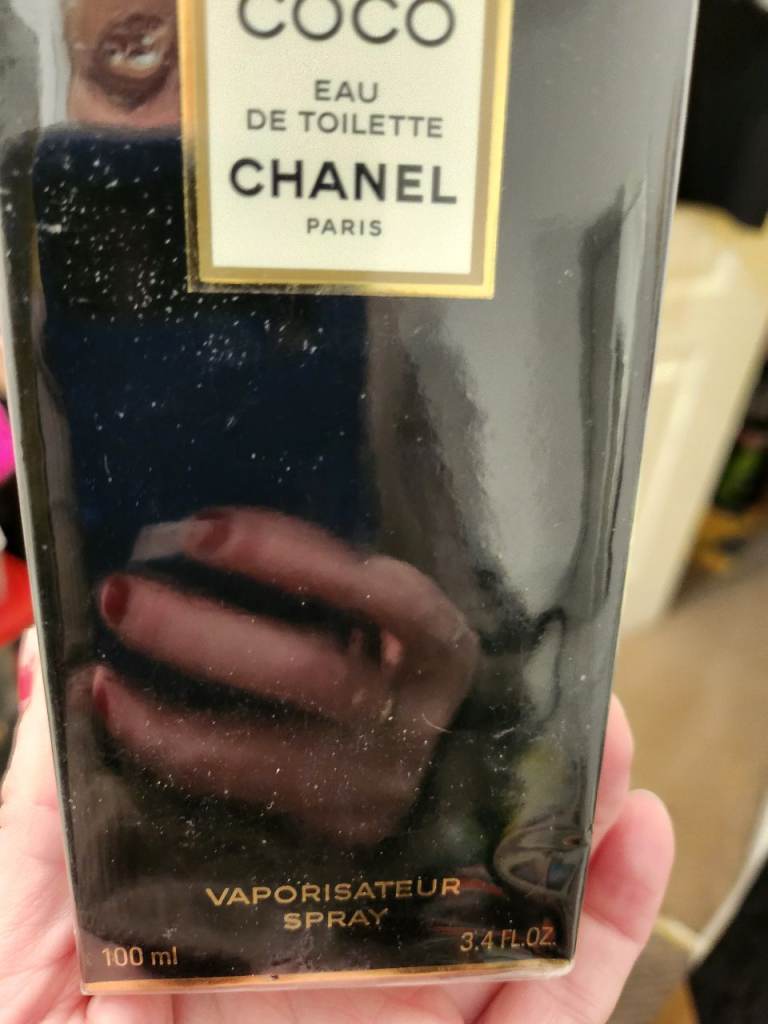 COCO
EAU
DE TOILETTE
CHANEL
PARIS
VAPORISATEUR
SPRAY
100 ml
3.4 FL.OZ.